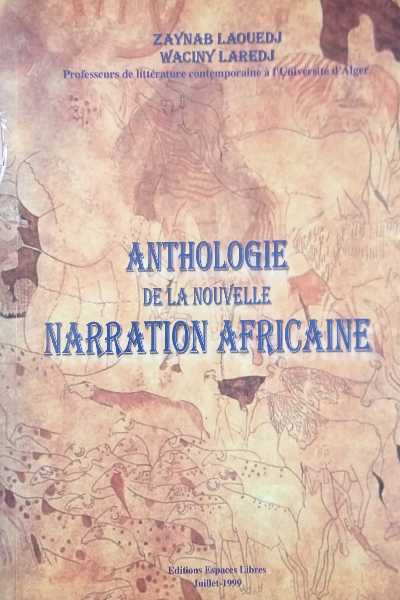 ZAYNAB LAOUEDJ
WACINY LAREDJ
Professeurs de littérature contemporaine à l'Université d'Alger
ANTHOLOGIE
DE LA NOUVELLE
NARRATION AFRICAINE
Editions Espaces Libres
Juillet-1999